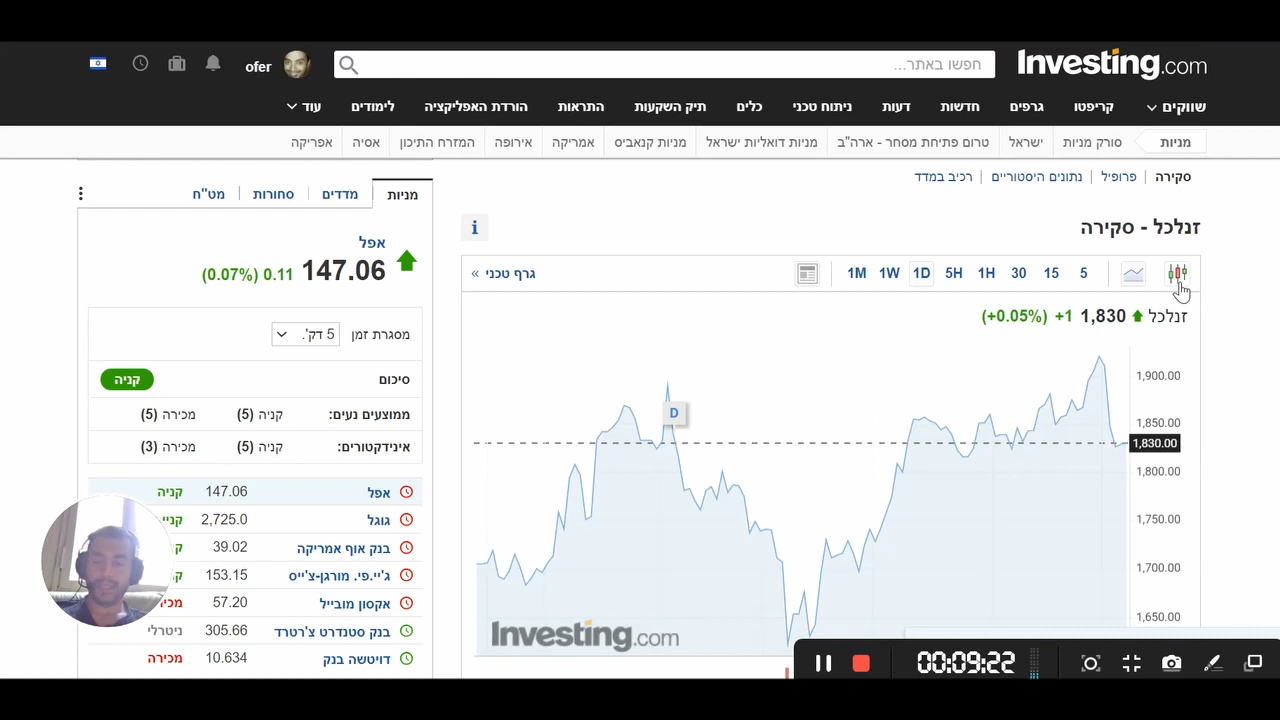 Investing.com
חפשו באתר...
ofer
שווקים
קריפטו
גרפים
חדשות
דעות
ניתוח טכני
כלים
תיק השקעות
התראות
הורדת האפליקציה
לימודים
עוד
מניות
סורק מניות
ישראל
טרום פתיחת מסחר - ארה"ב
מניות דואליות ישראל
מניות קנאביס
אמריקה
אירופה
המזרח התיכון
אסיה
אפריקה
סקירה
פרופיל
נתונים היסטוריים
רכיב במדד
זנלכל - סקירה
i
5
15
30
1H
5H
1D
1W
1M
גרף טכני »
זנלכל 1,830 +1 (+0.05%)
D
1,900.00
1,850.00
1,830.00
1,800.00
1,750.00
1,700.00
1,650.00
Investing.com
מניות
מדדים
סחורות
מט"ח
אפל
147.06 0.11 (0.07%)
מסגרת זמן
5 דק'.
סיכום
קניה
ממוצעים נעים: קניה (5) מכירה (5)
אינידקטורים: קניה (5) מכירה (3)
אפל 147.06 קניה
גוגל 2,725.0
בנק אוף אמריקה 39.02
ג'יי.פי. מורגן-צ'ייס 153.15
אקסון מובייל 57.20
בנק סטנדרט צ'רטרד 305.66 ניטרלי
דויטשה בנק 10.634 מכירה
00:09:22